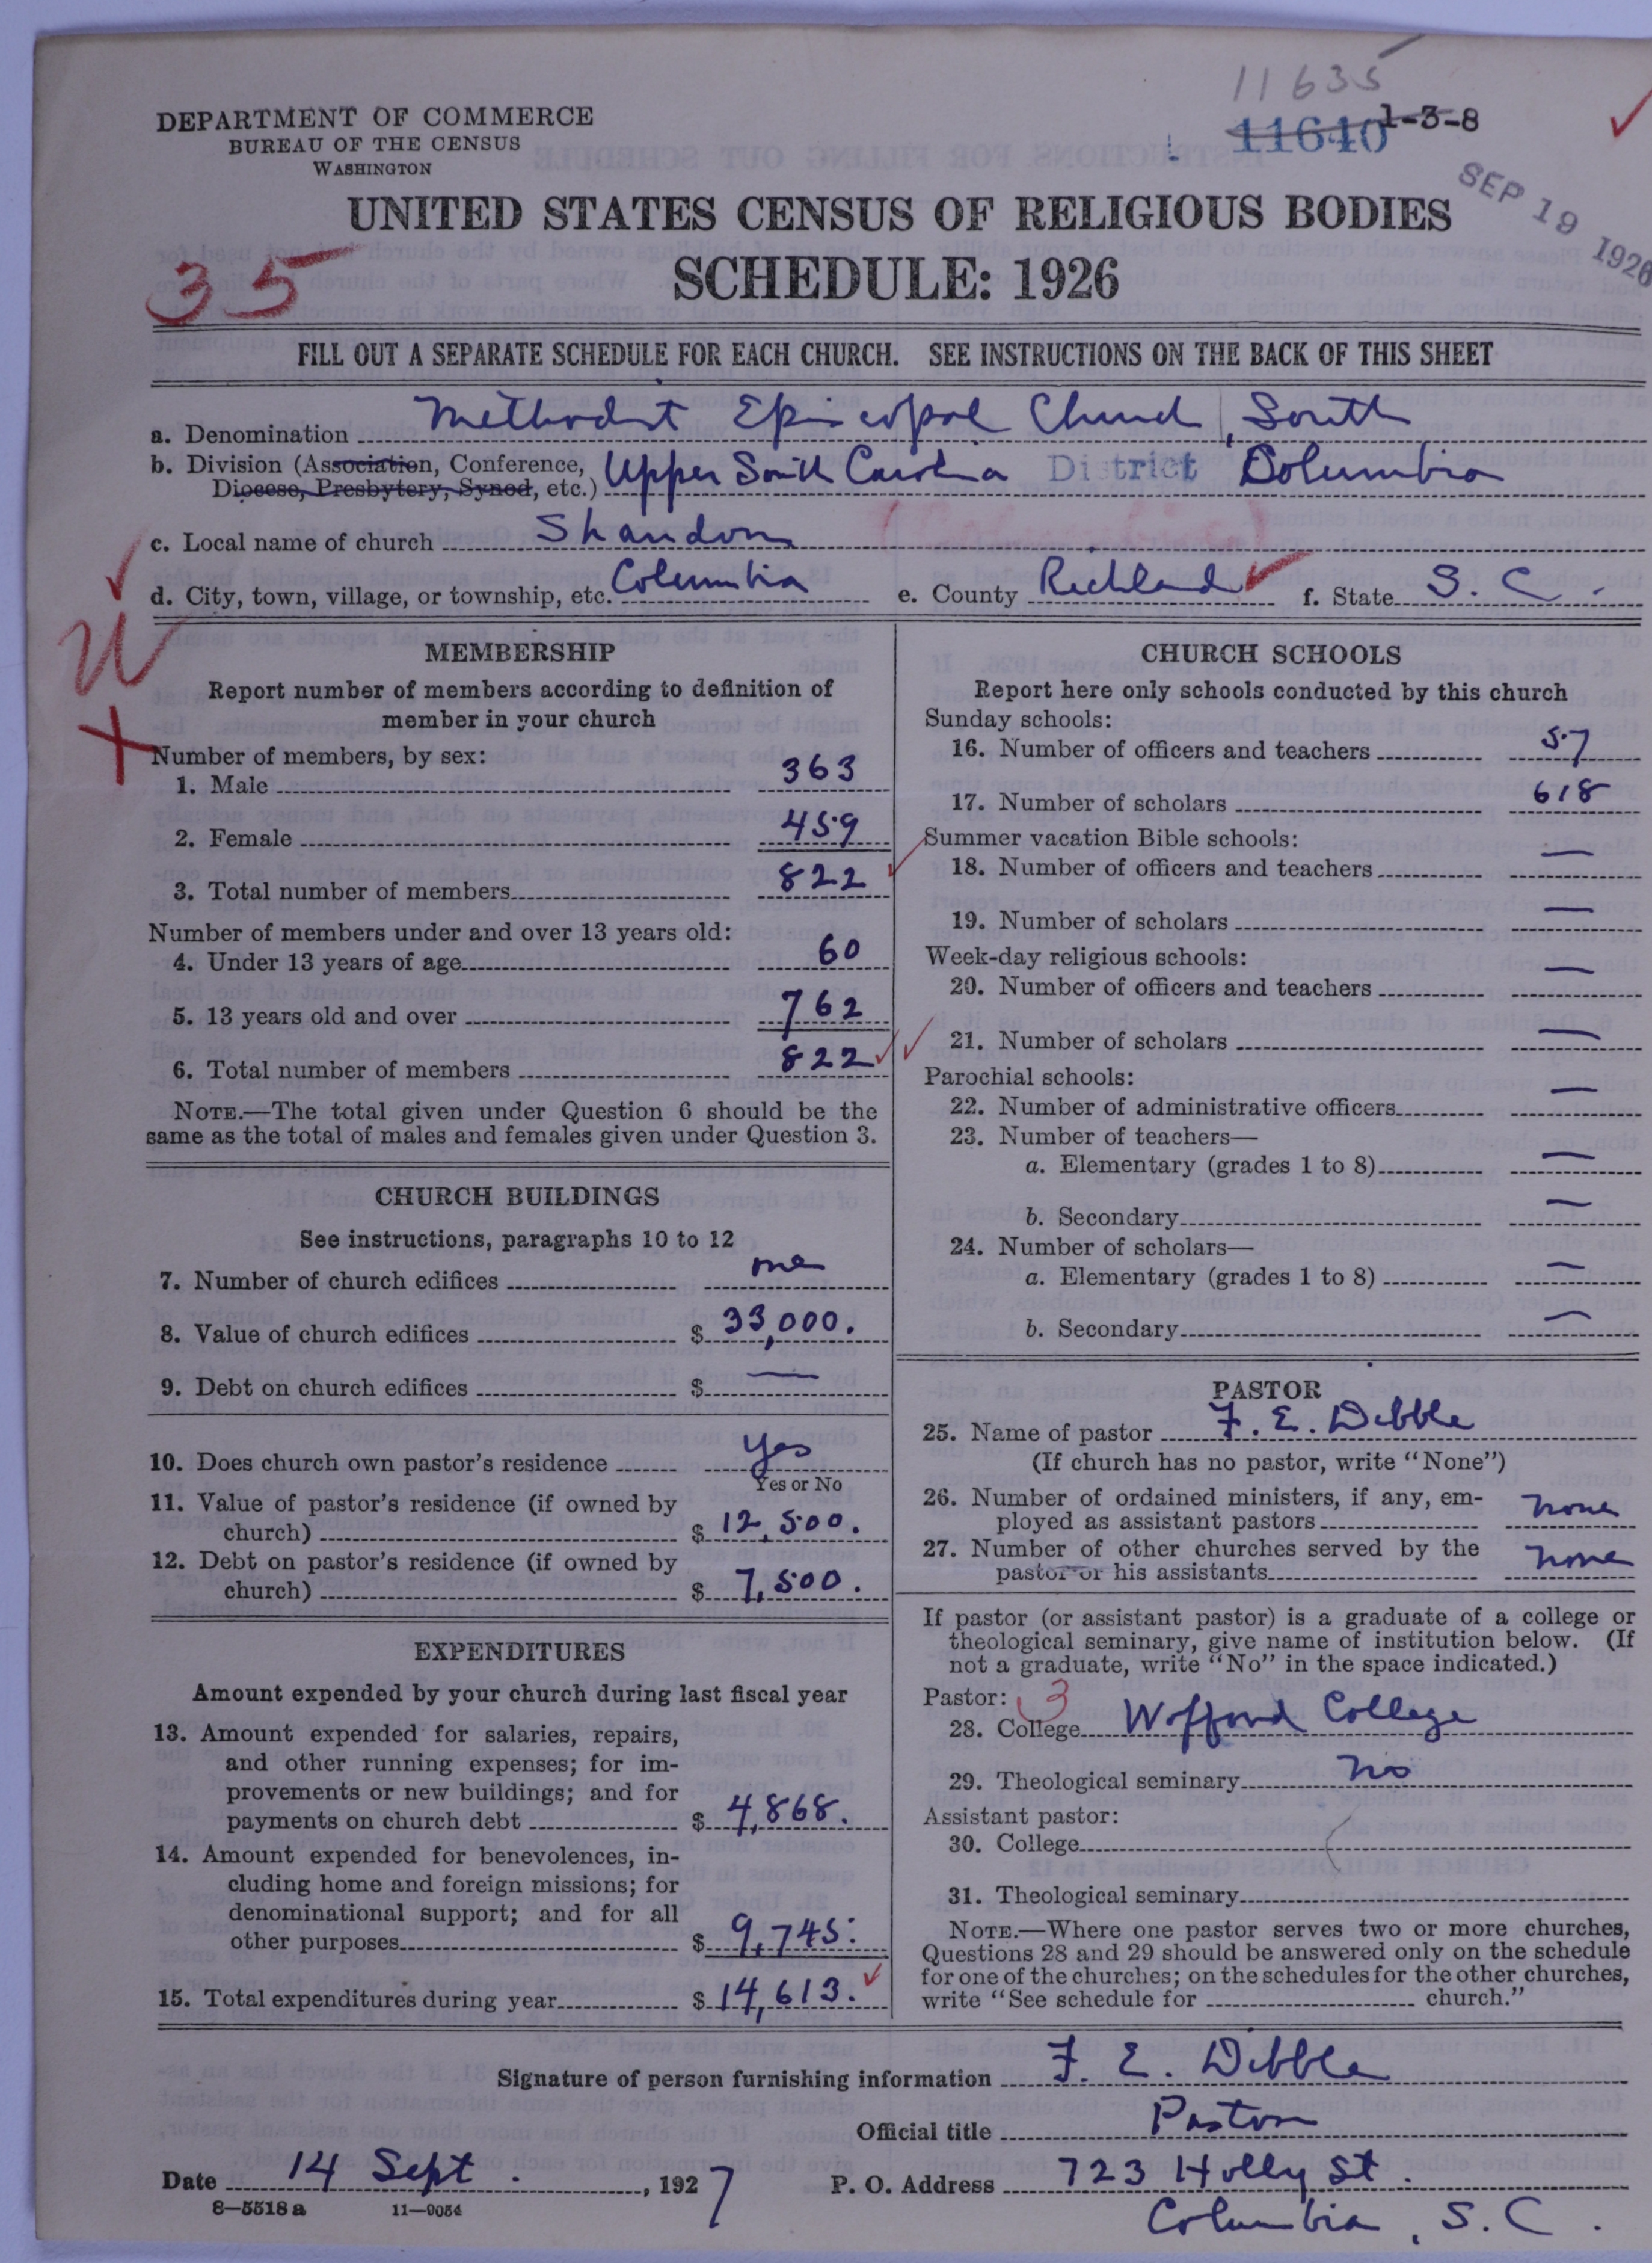 11635
DEPARTMENT OF COMMERCE
BUREAU OF THE CENSUS
WASHINGTON
11640 1-3-8
SEP 19 1926
UNITED STATES CENSUS OF RELIGIOUS BODIES
SCHEDULE: 1926
35
FILL OUT A SEPARATE SCHEDULE FOR EACH CHURCH. SEE INSTRUCTIONS ON THE BACK OF THIS SHEET
a. Denomination Methodist Episcopal Church, South
b. Division (Association, Conference, Diocese, Presbytery, Synod, etc.) Upper South Carolina District Columbia
c. Local name of church Shandon
d. City, town, village, or township, etc. Columbia e. County Richland f. State S. C.
MEMBERSHIP
Report number of members according to definition of
member in your church
Number of members, by sex:
1. Male 363
2. Female 459
3. Total number of members 822
Number of members under and over 13 years old:
4. Under 13 years of age 60
5. 13 years old and over 762
6. Total number of members 822
NOTE.—The total given under Question 6 should be the
same as the total of males and females given under Question 3.
CHURCH BUILDINGS
See instructions, paragraphs 10 to 12
7. Number of church edifices one
8. Value of church edifices $ 33,000.
9. Debt on church edifices $ —
10. Does church own pastor's residence Yes
Yes or No
11. Value of pastor's residence (if owned by
church) $ 12,500.
12. Debt on pastor's residence (if owned by
church) $ 7,500.
EXPENDITURES
Amount expended by your church during last fiscal year
13. Amount expended for salaries, repairs,
and other running expenses; for im-
provements or new buildings; and for
payments on church debt $ 4,868.
14. Amount expended for benevolences, in-
cluding home and foreign missions; for
denominational support; and for all
other purposes $ 9,745.
15. Total expenditures during year $ 14,613.
CHURCH SCHOOLS
Report here only schools conducted by this church
Sunday schools:
16. Number of officers and teachers 57
17. Number of scholars 618
Summer vacation Bible schools:
18. Number of officers and teachers —
19. Number of scholars —
Week-day religious schools:
20. Number of officers and teachers —
21. Number of scholars —
Parochial schools:
22. Number of administrative officers —
23. Number of teachers—
a. Elementary (grades 1 to 8) —
b. Secondary —
24. Number of scholars—
a. Elementary (grades 1 to 8) —
b. Secondary —
PASTOR
25. Name of pastor F. E. Dibble
(If church has no pastor, write "None")
26. Number of ordained ministers, if any, em-
ployed as assistant pastors none
27. Number of other churches served by the
pastor or his assistants none
If pastor (or assistant pastor) is a graduate of a college or
theological seminary, give name of institution below. (If
not a graduate, write "No" in the space indicated.)
Pastor: 3
28. College Wofford College
29. Theological seminary No
Assistant pastor:
30. College
31. Theological seminary
NOTE.—Where one pastor serves two or more churches,
Questions 28 and 29 should be answered only on the schedule
for one of the churches; on the schedules for the other churches,
write "See schedule for church."
Signature of person furnishing information F. E. Dibble
Official title Pastor
Date 14 Sept. , 1927 P. O. Address 723 Holly St.
8—5518 a 11—9054
Columbia, S. C.